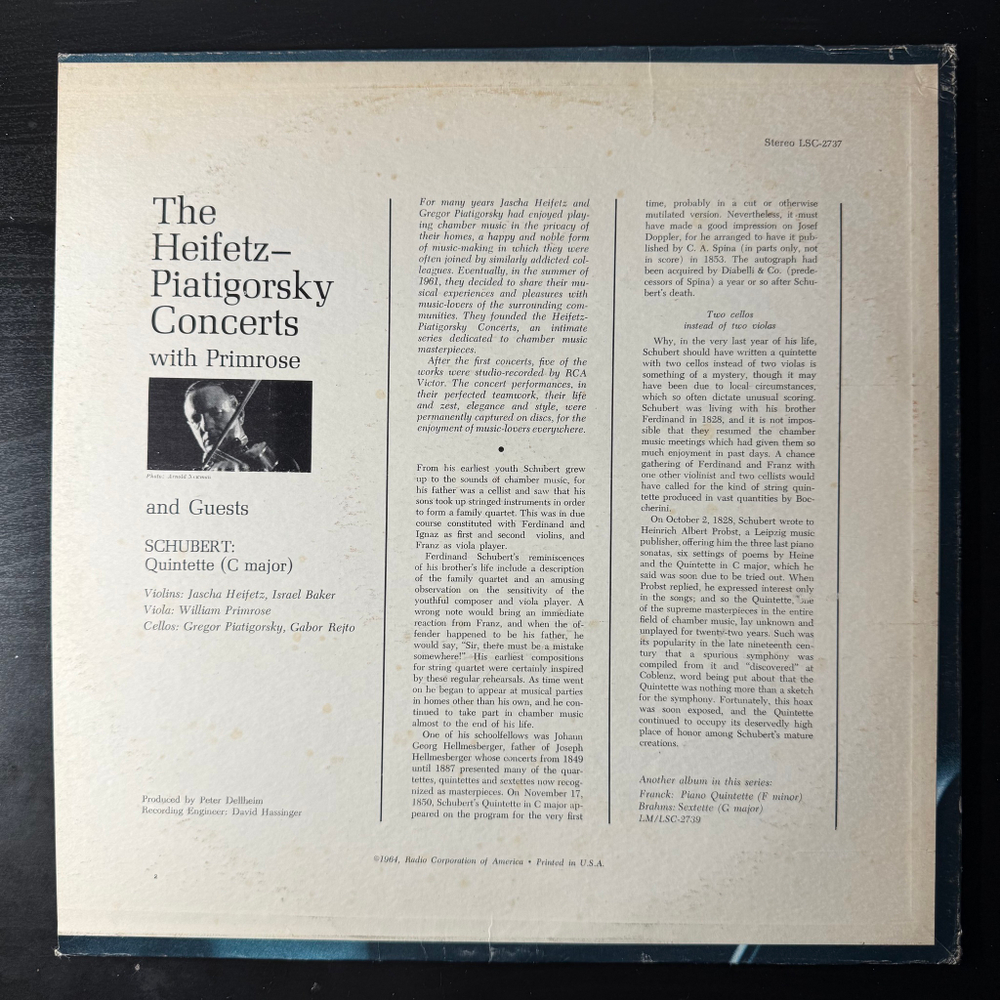 Stereo LSC-2737
The
Heifetz–
Piatigorsky
Concerts
with Primrose
and Guests
SCHUBERT:
Quintette (C major)
Violins: Jascha Heifetz, Israel Baker
Viola: William Primrose
Cellos: Gregor Piatigorsky, Gabor Rejto
Produced by Peter Dellheim
Recording Engineer: David Hassinger
For many years Jascha Heifetz and
Gregor Piatigorsky had enjoyed play-
ing chamber music in the privacy of
their homes, a happy and noble form
of music-making in which they were
often joined by similarly addicted col-
leagues. Eventually, in the summer of
1961, they decided to share their mu-
sical experiences and pleasures with
music-lovers of the surrounding com-
munities. They founded the Heifetz-
Piatigorsky Concerts, an intimate
series dedicated to chamber music
masterpieces.
After the first concerts, five of the
works were studio-recorded by RCA
Victor. The concert performances, in
their perfected teamwork, their life
and zest, elegance and style, were
permanently captured on discs, for the
enjoyment of music-lovers everywhere.
•
From his earliest youth Schubert grew
up to the sounds of chamber music, for
his father was a cellist and saw that his
sons took up stringed instruments in order
to form a family quartet. This was in due
course constituted with Ferdinand and
Ignaz as first and second violins, and
Franz as viola player.
Ferdinand Schubert's reminiscences
of his brother's life include a description
of the family quartet and an amusing
observation on the sensitivity of the
youthful composer and viola player. A
wrong note would bring an immediate
reaction from Franz, and when the of-
fender happened to be his father, he
would say, "Sir, there must be a mistake
somewhere!" His earliest compositions
for string quartet were certainly inspired
by these regular rehearsals. As time went
on he began to appear at musical parties
in homes other than his own, and he con-
tinued to take part in chamber music
almost to the end of his life.
One of his schoolfellows was Johann
Georg Hellmesberger, father of Joseph
Hellmesberger whose concerts from 1849
until 1887 presented many of the quar-
tettes, quintettes and sextettes now recog-
nized as masterpieces. On November 17,
1850, Schubert's Quintette in C major ap-
peared on the program for the very first
time, probably in a cut or otherwise
mutilated version. Nevertheless, it must
have made a good impression on Josef
Doppler, for he arranged to have it pub-
lished by C. A. Spina (in parts only, not
in score) in 1853. The autograph had
been acquired by Diabelli & Co. (prede-
cessors of Spina) a year or so after Schu-
bert's death.
Two cellos
instead of two violas
Why, in the very last year of his life,
Schubert should have written a quintette
with two cellos instead of two violas is
something of a mystery, though it may
have been due to local circumstances,
which so often dictate unusual scoring.
Schubert was living with his brother
Ferdinand in 1828, and it is not impos-
sible that they resumed the chamber
music meetings which had given them so
much enjoyment in past days. A chance
gathering of Ferdinand and Franz with
one other violinist and two cellists would
have called for the kind of string quin-
tette produced in vast quantities by Boc-
cherini.
On October 2, 1828, Schubert wrote to
Heinrich Albert Probst, a Leipzig music
publisher, offering him the three last piano
sonatas, six settings of poems by Heine
and the Quintette in C major, which he
said was soon due to be tried out. When
Probst replied, he expressed interest only
in the songs; and so the Quintette,
of the supreme masterpieces in the entire
field of chamber music, lay unknown and
unplayed for twenty-two years. Such was
its popularity in the late nineteenth cen-
tury that a spurious symphony was
compiled from it and "discovered" at
Coblenz, word being put about that the
Quintette was nothing more than a sketch
for the symphony. Fortunately, this hoax
was soon exposed, and the Quintette
continued to occupy its deservedly high
place of honor among Schubert's mature
creations.
Another album in this series:
Franck: Piano Quintette (F minor)
Brahms: Sextette (G major)
LM/LSC-2739
©1964, Radio Corporation of America • Printed in U.S.A.